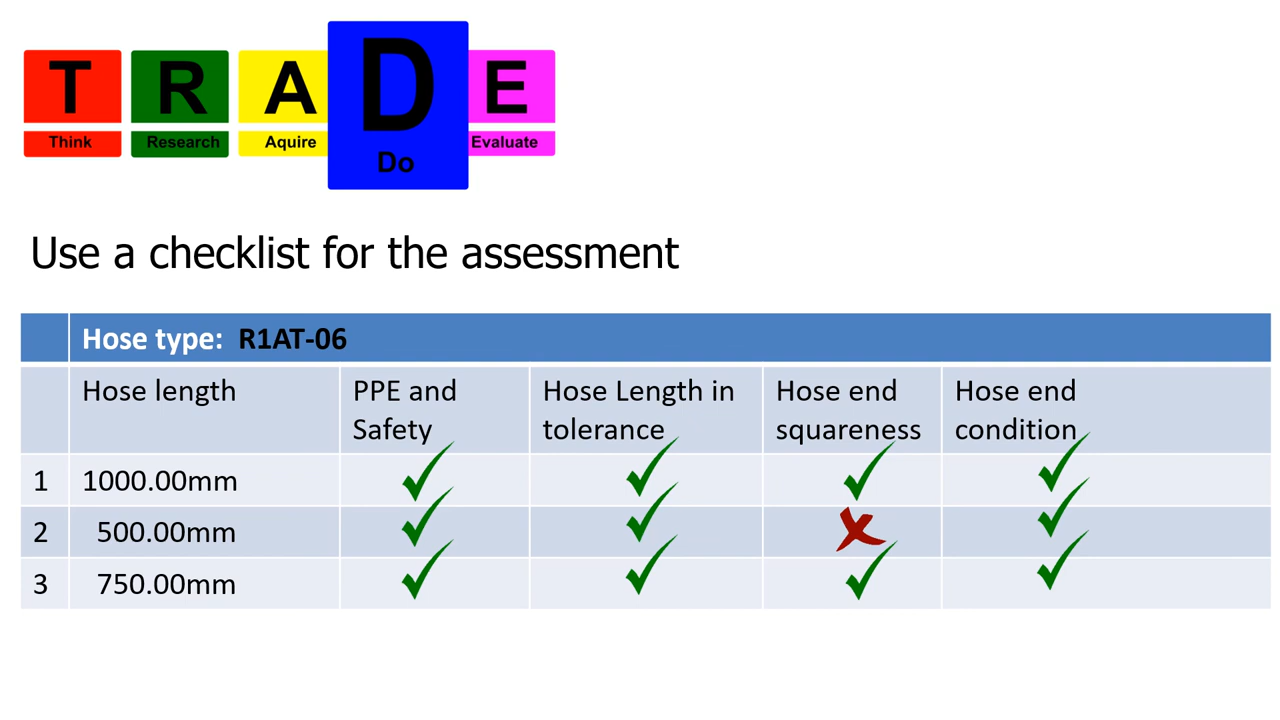 T R A D E
Think Research Aquire Do Evaluate
Use a checklist for the assessment
Hose type: R1AT-06
Hose length PPE and Safety Hose Length in tolerance Hose end squareness Hose end condition
1 1000.00mm
2 500.00mm
3 750.00mm